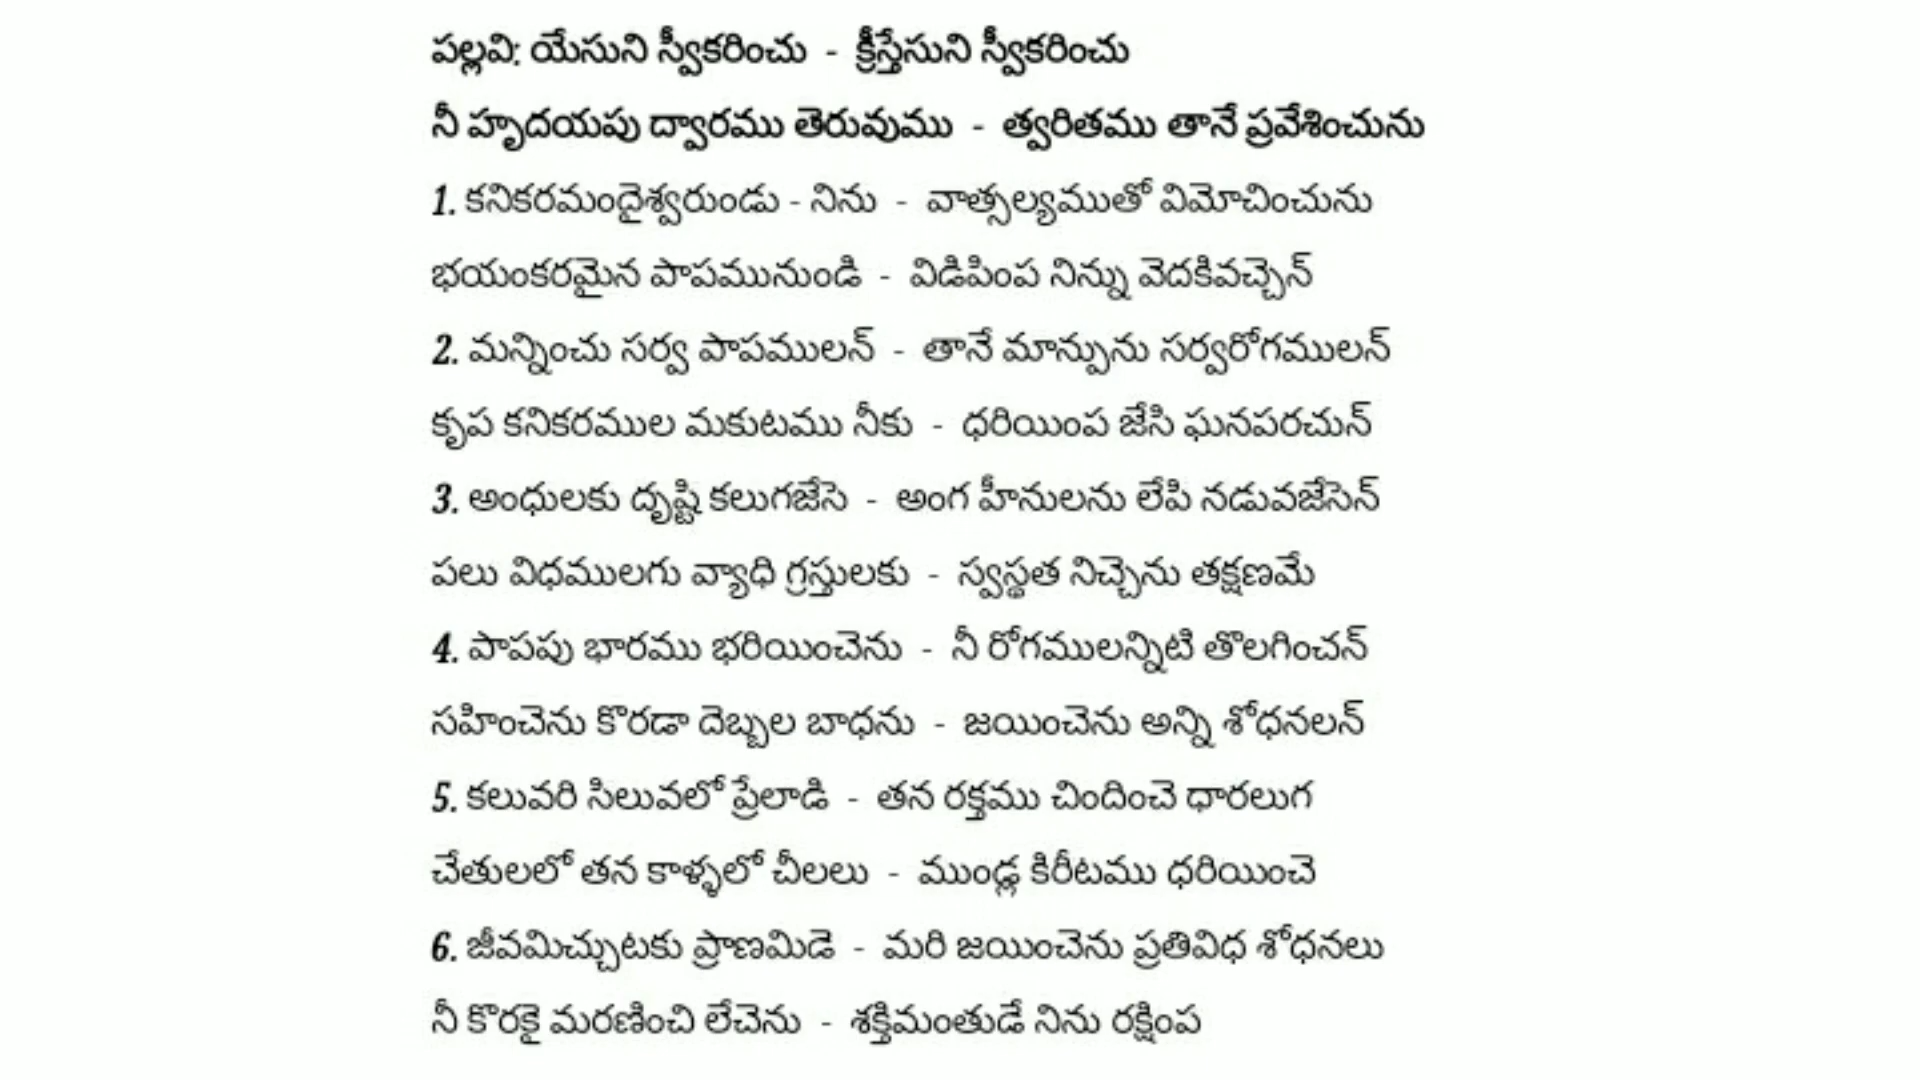 పల్లవి: యేసుని స్వీకరించు - క్రీస్తేసుని స్వీకరించు
నీ హృదయపు ద్వారము తెరువుము - త్వరితము తానే ప్రవేశించును
1. కనికరమందైశ్వరుండు - నిను - వాత్సల్యముతో విమోచించును
భయంకరమైన పాపమునుండి - విడిపింప నిన్ను వెదకివచ్చెన్
2. మన్నించు సర్వ పాపములన్ - తానే మాన్పును సర్వరోగములన్
కృప కనికరముల మకుటము నీకు - ధరియింప జేసి ఘనపరచున్
3. అంధులకు దృష్టి కలుగజేసె - అంగ హీనులను లేపి నడువజేసెన్
పలు విధములగు వ్యాధి గ్రస్తులకు - స్వస్థత నిచ్చెను తక్షణమే
4. పాపపు భారము భరియించెను - నీ రోగములన్నిటి తొలగించన్
సహించెను కొరడా దెబ్బల బాధను - జయించెను అన్ని శోధనలన్
5. కలువరి సిలువలో ప్రేలాడి - తన రక్తము చిందించె ధారలుగ
చేతులలో తన కాళ్ళలో చీలలు - ముండ్ల కిరీటము ధరియించె
6. జీవమిచ్చుటకు ప్రాణమిడె - మరి జయించెను ప్రతివిధ శోధనలు
నీ కొరకై మరణించి లేచెను - శక్తిమంతుడే నిను రక్షింప